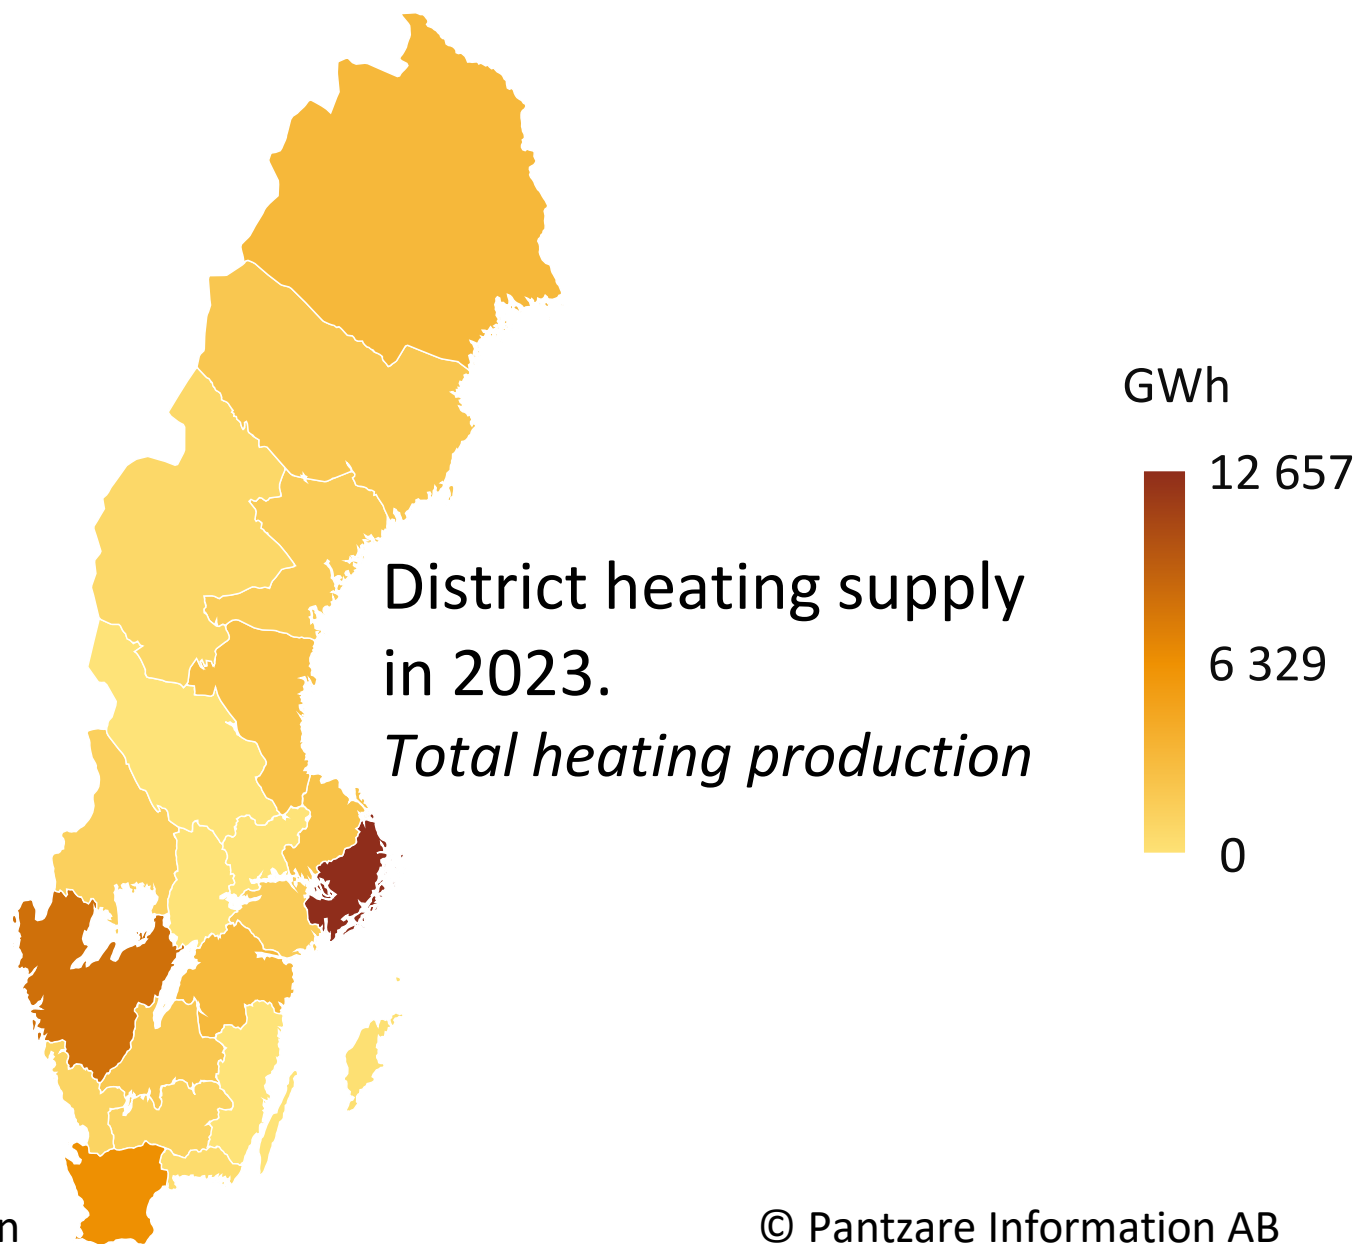 GWh
12 657
District heating supply
in 2023.
6 329
Total heating production
0
n
© Pantzare Information AB